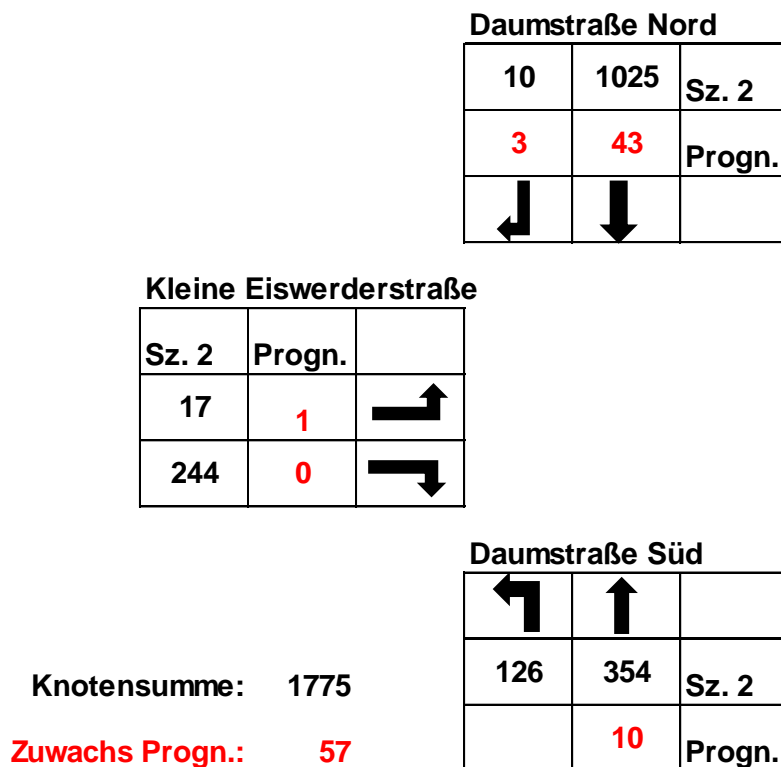 Daumstraße Nord
10 1025 Sz. 2
3 43 Progn.
Kleine Eiswerderstraße
Sz. 2 Progn.
17 1
244 0
Daumstraße Süd
126 354 Sz. 2
Knotensumme: 1775
10 Progn.
Zuwachs Progn.: 57